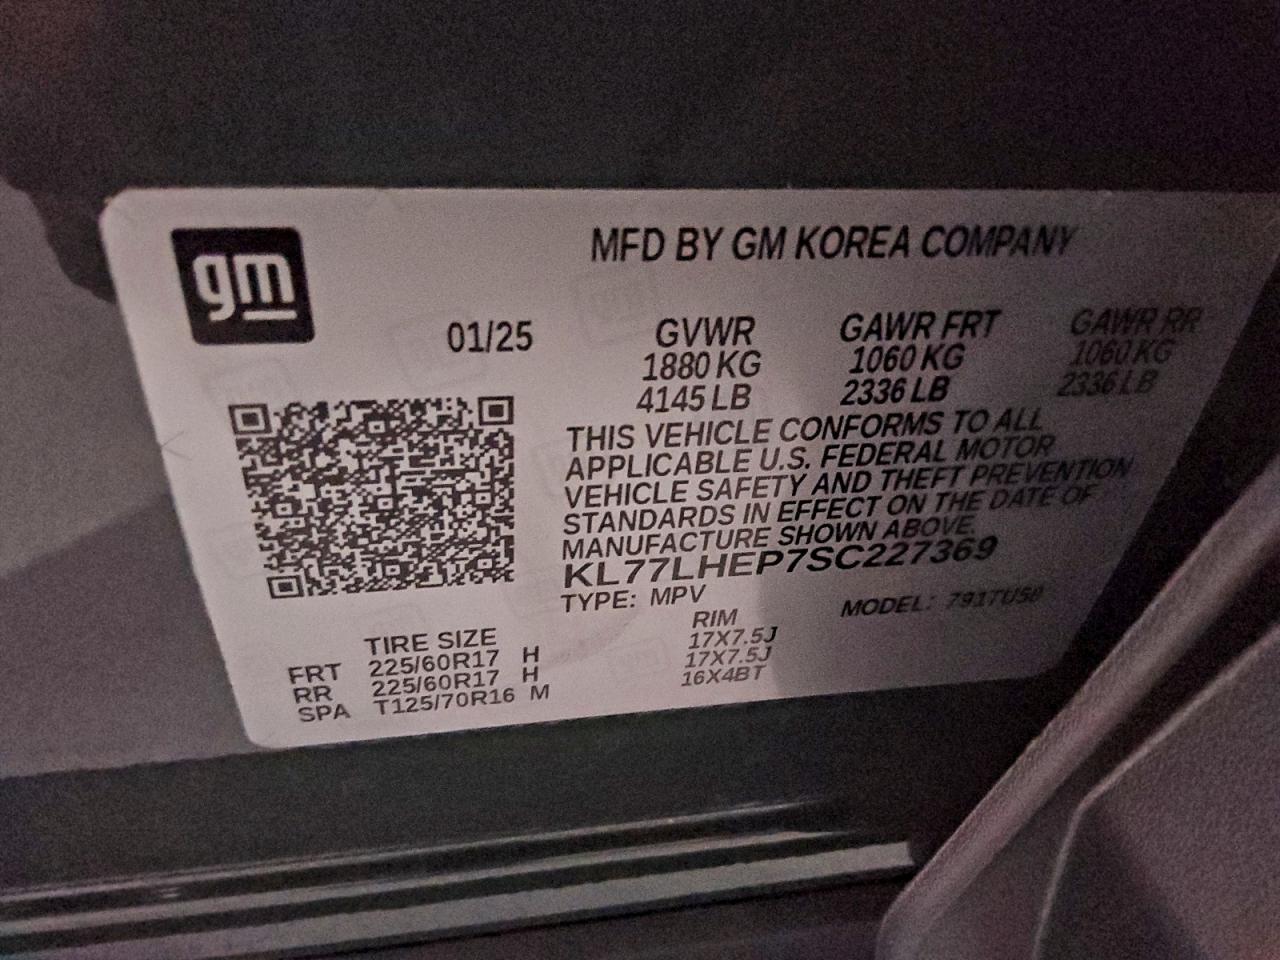 gm
MFD BY GM KOREA COMPANY
01/25 GVWR GAWR FRT GAWR RR
1880 KG 1060 KG 1060 KG
4145 LB 2336 LB 2336 LB
THIS VEHICLE CONFORMS TO ALL
APPLICABLE U.S. FEDERAL MOTOR
VEHICLE SAFETY AND THEFT PREVENTION
STANDARDS IN EFFECT ON THE DATE OF
MANUFACTURE SHOWN ABOVE.
KL77LHEP7SC227369
TYPE: MPV MODEL:
TIRE SIZE RIM
FRT 225/60R17 H 17X7.5J
RR 225/60R17 H 17X7.5J
SPA T125/70R16 M 16X4BT